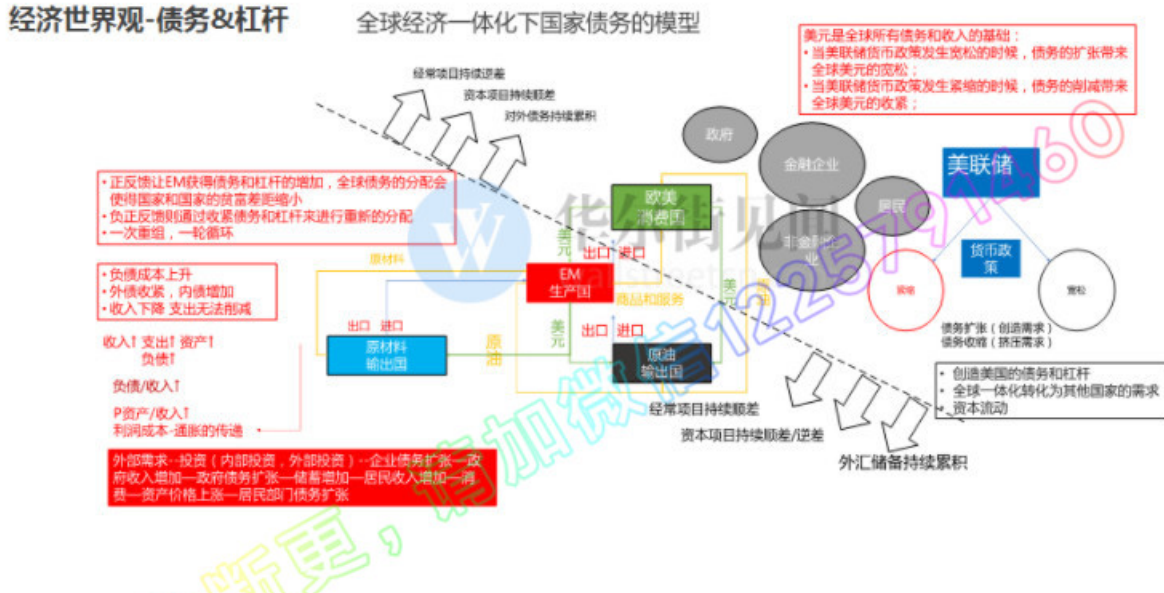 经济世界观-债务&杠杆
全球经济一体化下国家债务的模型
美元是全球所有债务和收入的基础：
• 当美联储货币政策发生宽松的时候，债务的扩张带来
全球美元的宽松；
• 当美联储货币政策发生紧缩的时候，债务的削减带来
全球美元的收紧；
经常项目持续逆差
资本项目持续顺差
对外债务持续累积
政府
金融企业
美联储
居民
非金融企
业
货币政
策
紧缩
宽松
债务扩张（创造需求）
债务收缩（挤压需求）
• 正反馈让EM获得债务和杠杆的增加，全球债务的分配会
使得国家和国家的贫富差距缩小
• 负正反馈则通过收紧债务和杠杆来进行重新的分配
• 一次重组，一轮循环
华尔街见闻
欧美
消费国
美元
出口 进口
原材料
EM
生产国
商品和服务
美元
原油
• 负债成本上升
• 外债收紧，内债增加
• 收入下降 支出无法削减
出口 进口
原材料
输出国
原油
美元
出口 进口
原油
输出国
收入↑ 支出↑ 资产↑
负债↑
负债/收入↑
P资产/收入↑
利润成本-通胀的传递
• 创造美国的债务和杠杆
• 全球一体化转化为其他国家的需求
• 资本流动
经常项目持续顺差
资本项目持续顺差/逆差
外汇储备持续累积
外部需求--投资（内部投资，外部投资）--企业债务扩张—政
府收入增加—政府债务扩张—储蓄增加—居民收入增加—消
费—资产价格上涨—居民部门债务扩张
断更，请加微信1225791460